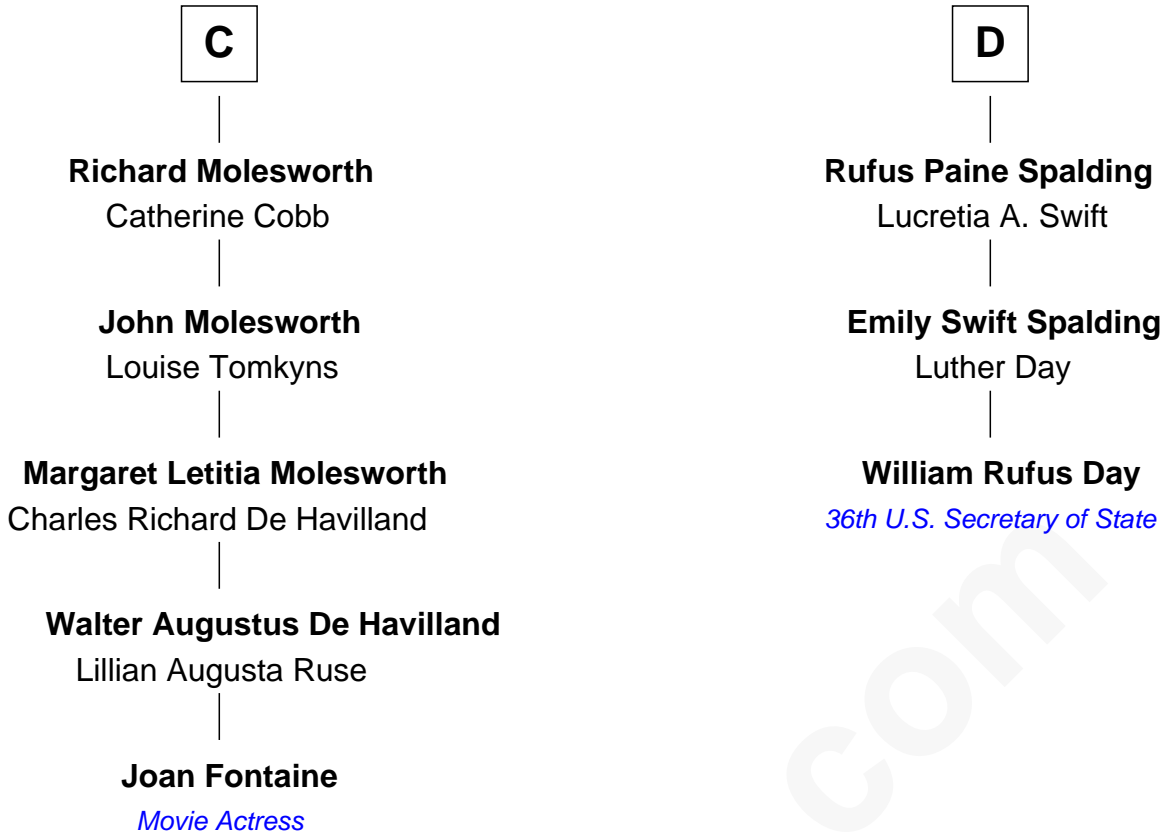 C
Richard Molesworth
Catherine Cobb
John Molesworth
Louise Tomkyns
Margaret Letitia Molesworth
Charles Richard De Havilland
Walter Augustus De Havilland
Lillian Augusta Ruse
Joan Fontaine
Movie Actress
D
Rufus Paine Spalding
Lucretia A. Swift
Emily Swift Spalding
Luther Day
William Rufus Day
36th U.S. Secretary of State
com